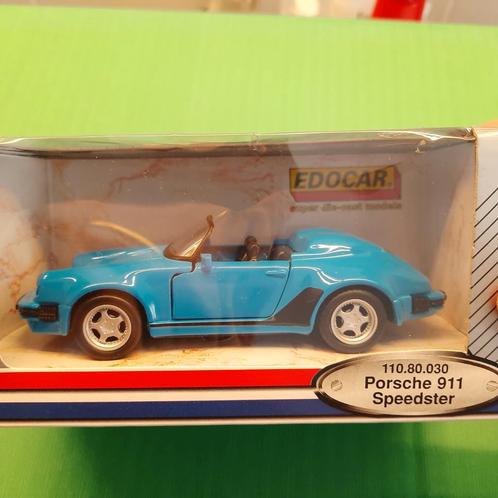 EDOCAR®
super die-cast models
110.80.030
Porsche 911
Speedster